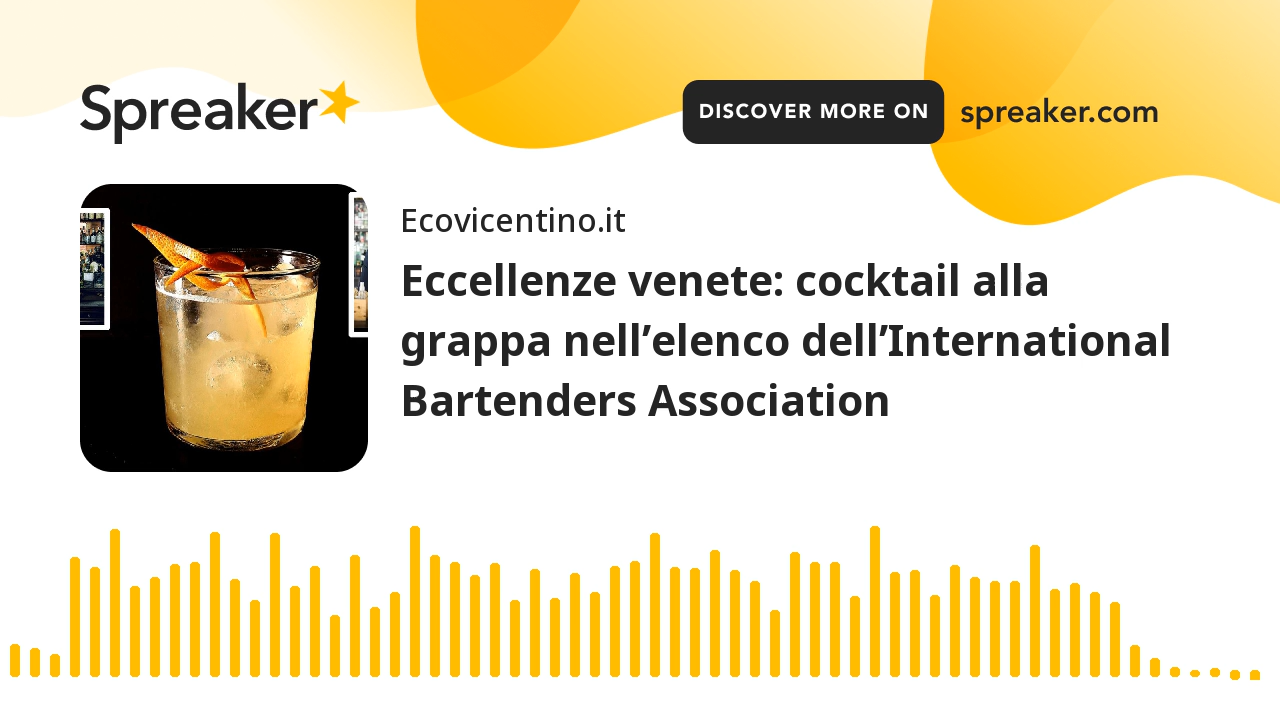 Spreaker
DISCOVER MORE ON
spreaker.com
Ecovicentino.it
Eccellenze venete: cocktail alla
grappa nell’elenco dell’International
Bartenders Association